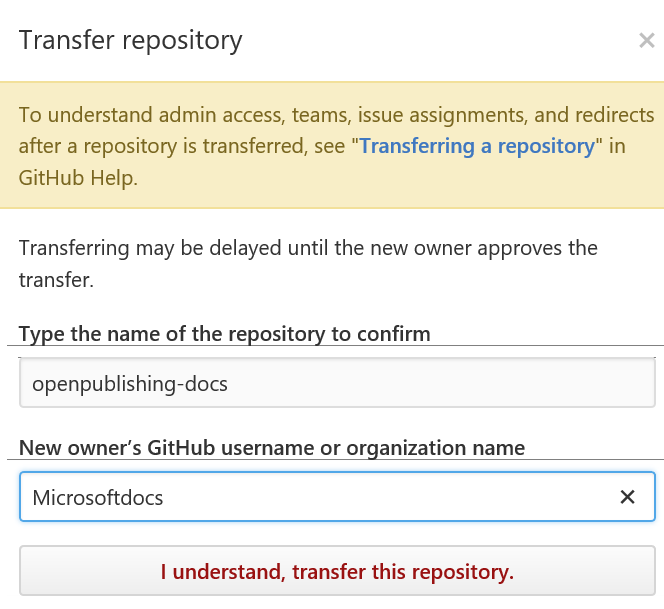 Transfer repository
To understand admin access, teams, issue assignments, and redirects
after a repository is transferred, see "Transferring a repository" in
GitHub Help.
Transferring may be delayed until the new owner approves the
transfer.
Type the name of the repository to confirm
openpublishing-docs
New owner’s GitHub username or organization name
Microsoftdocs
I understand, transfer this repository.